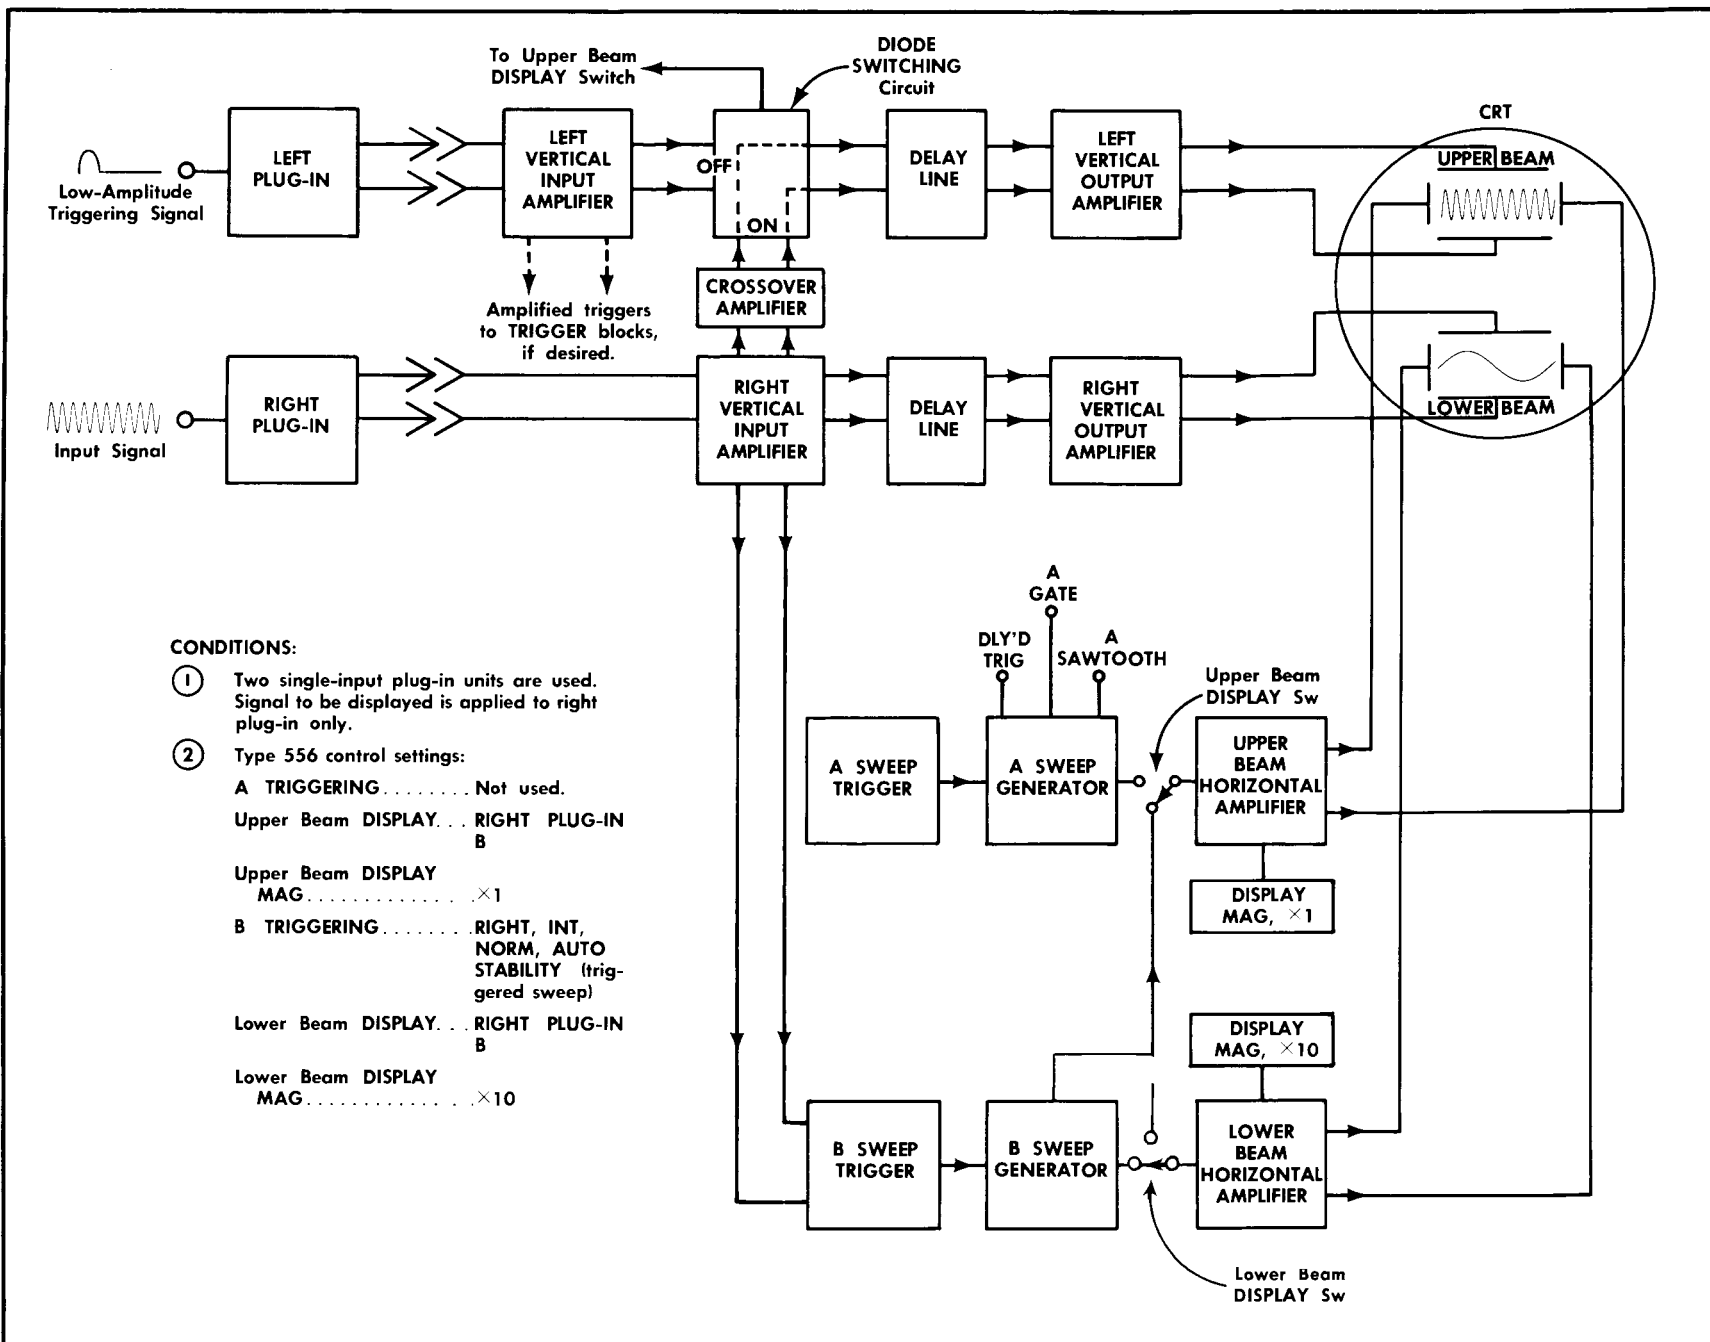 To Upper Beam
DISPLAY Switch
DIODE
SWITCHING
Circuit
CRT
LEFT
PLUG-IN
LEFT
VERTICAL
INPUT
AMPLIFIER
OFF
ON
DELAY
LINE
LEFT
VERTICAL
OUTPUT
AMPLIFIER
UPPER BEAM
Low-Amplitude
Triggering Signal
CROSSOVER
AMPLIFIER
Amplified triggers
to TRIGGER blocks,
if desired.
RIGHT
PLUG-IN
RIGHT
VERTICAL
INPUT
AMPLIFIER
DELAY
LINE
RIGHT
VERTICAL
OUTPUT
AMPLIFIER
LOWER BEAM
Input Signal
A
GATE
DLY'D
TRIG
A
SAWTOOTH
Upper Beam
DISPLAY Sw
CONDITIONS:
1 Two single-input plug-in units are used.
Signal to be displayed is applied to right
plug-in only.
2 Type 556 control settings:
A TRIGGERING........ Not used.
Upper Beam DISPLAY... RIGHT PLUG-IN
B
Upper Beam DISPLAY
MAG.............. ×1
B TRIGGERING........ RIGHT, INT,
NORM, AUTO
STABILITY (trig-
gered sweep)
Lower Beam DISPLAY... RIGHT PLUG-IN
B
Lower Beam DISPLAY
MAG.............. ×10
A SWEEP
TRIGGER
A SWEEP
GENERATOR
UPPER
BEAM
HORIZONTAL
AMPLIFIER
DISPLAY
MAG, ×1
DISPLAY
MAG, ×10
B SWEEP
TRIGGER
B SWEEP
GENERATOR
LOWER
BEAM
HORIZONTAL
AMPLIFIER
Lower Beam
DISPLAY Sw